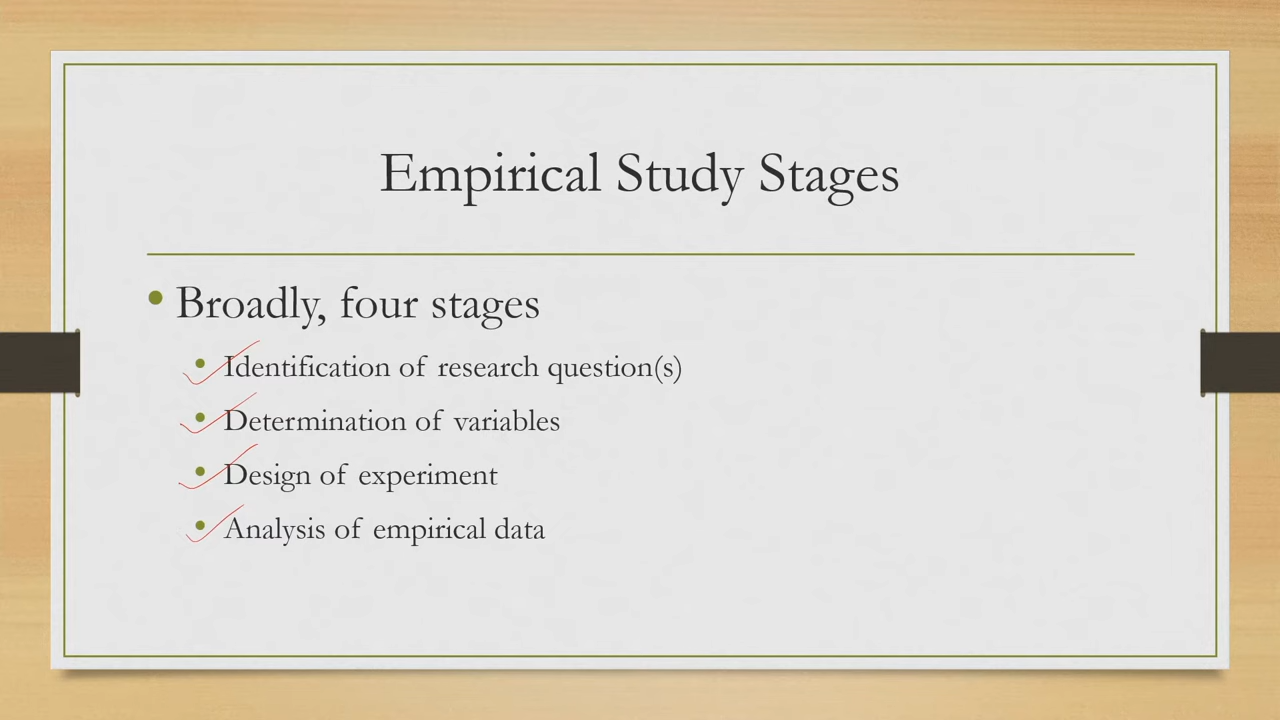 Empirical Study Stages
Broadly, four stages
Identification of research question(s)
Determination of variables
Design of experiment
Analysis of empirical data